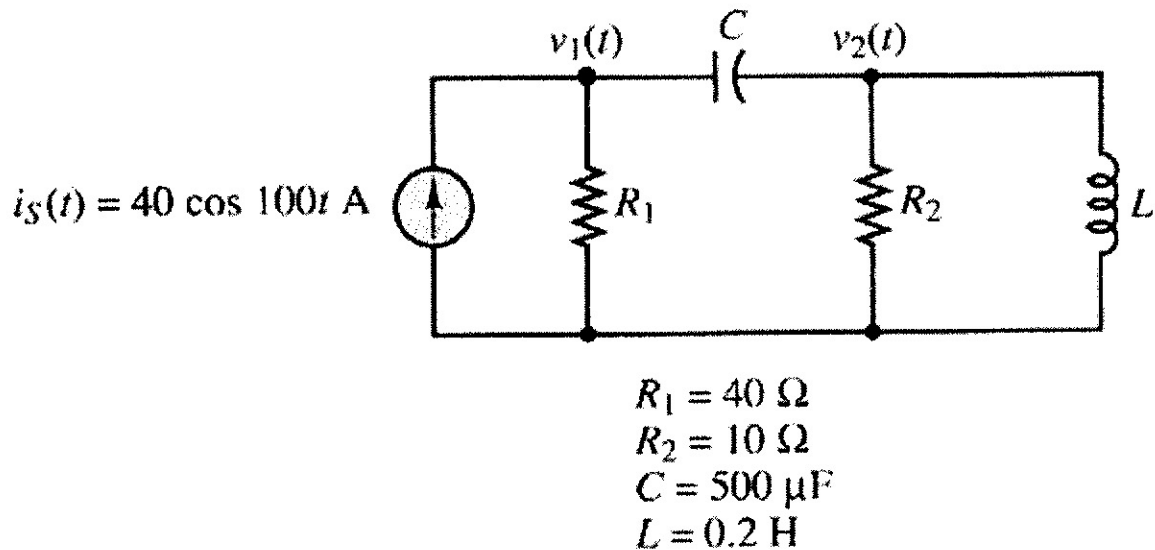 C
v₁(t)
v₂(t)
iS(t) = 40 cos 100t A
R₁
R₂
L
R₁ = 40 Ω
R₂ = 10 Ω
C = 500 μF
L = 0.2 H